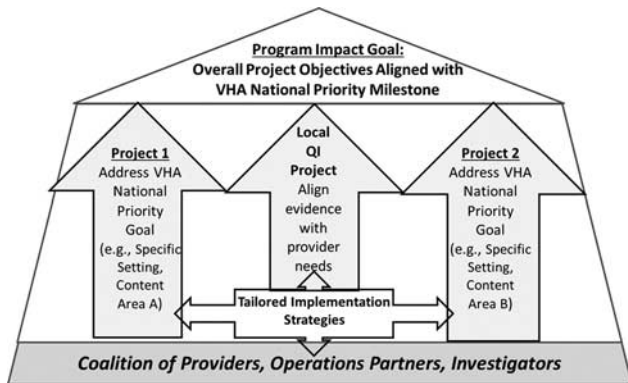 Program Impact Goal:
Overall Project Objectives Aligned with
VHA National Priority Milestone
Project 1
Address VHA
National
Priority
Goal
(e.g., Specific
Setting,
Content
Area A)
Local
QI
Project
Align
evidence
with
provider
needs
Project 2
Address VHA
National
Priority
Goal
(e.g., Specific
Setting,
Content
Area B)
Tailored Implementation
Strategies
Coalition of Providers, Operations Partners, Investigators